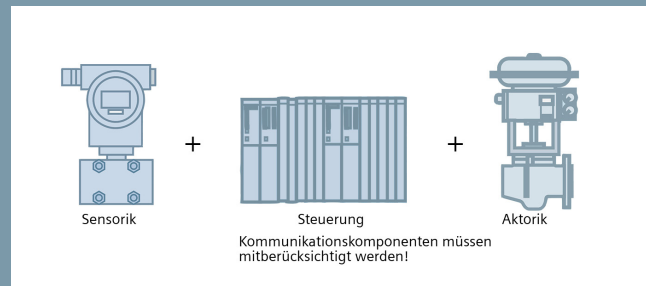 +
+
Sensorik
Steuerung
Aktorik
Kommunikationskomponenten müssen
mitberücksichtigt werden!